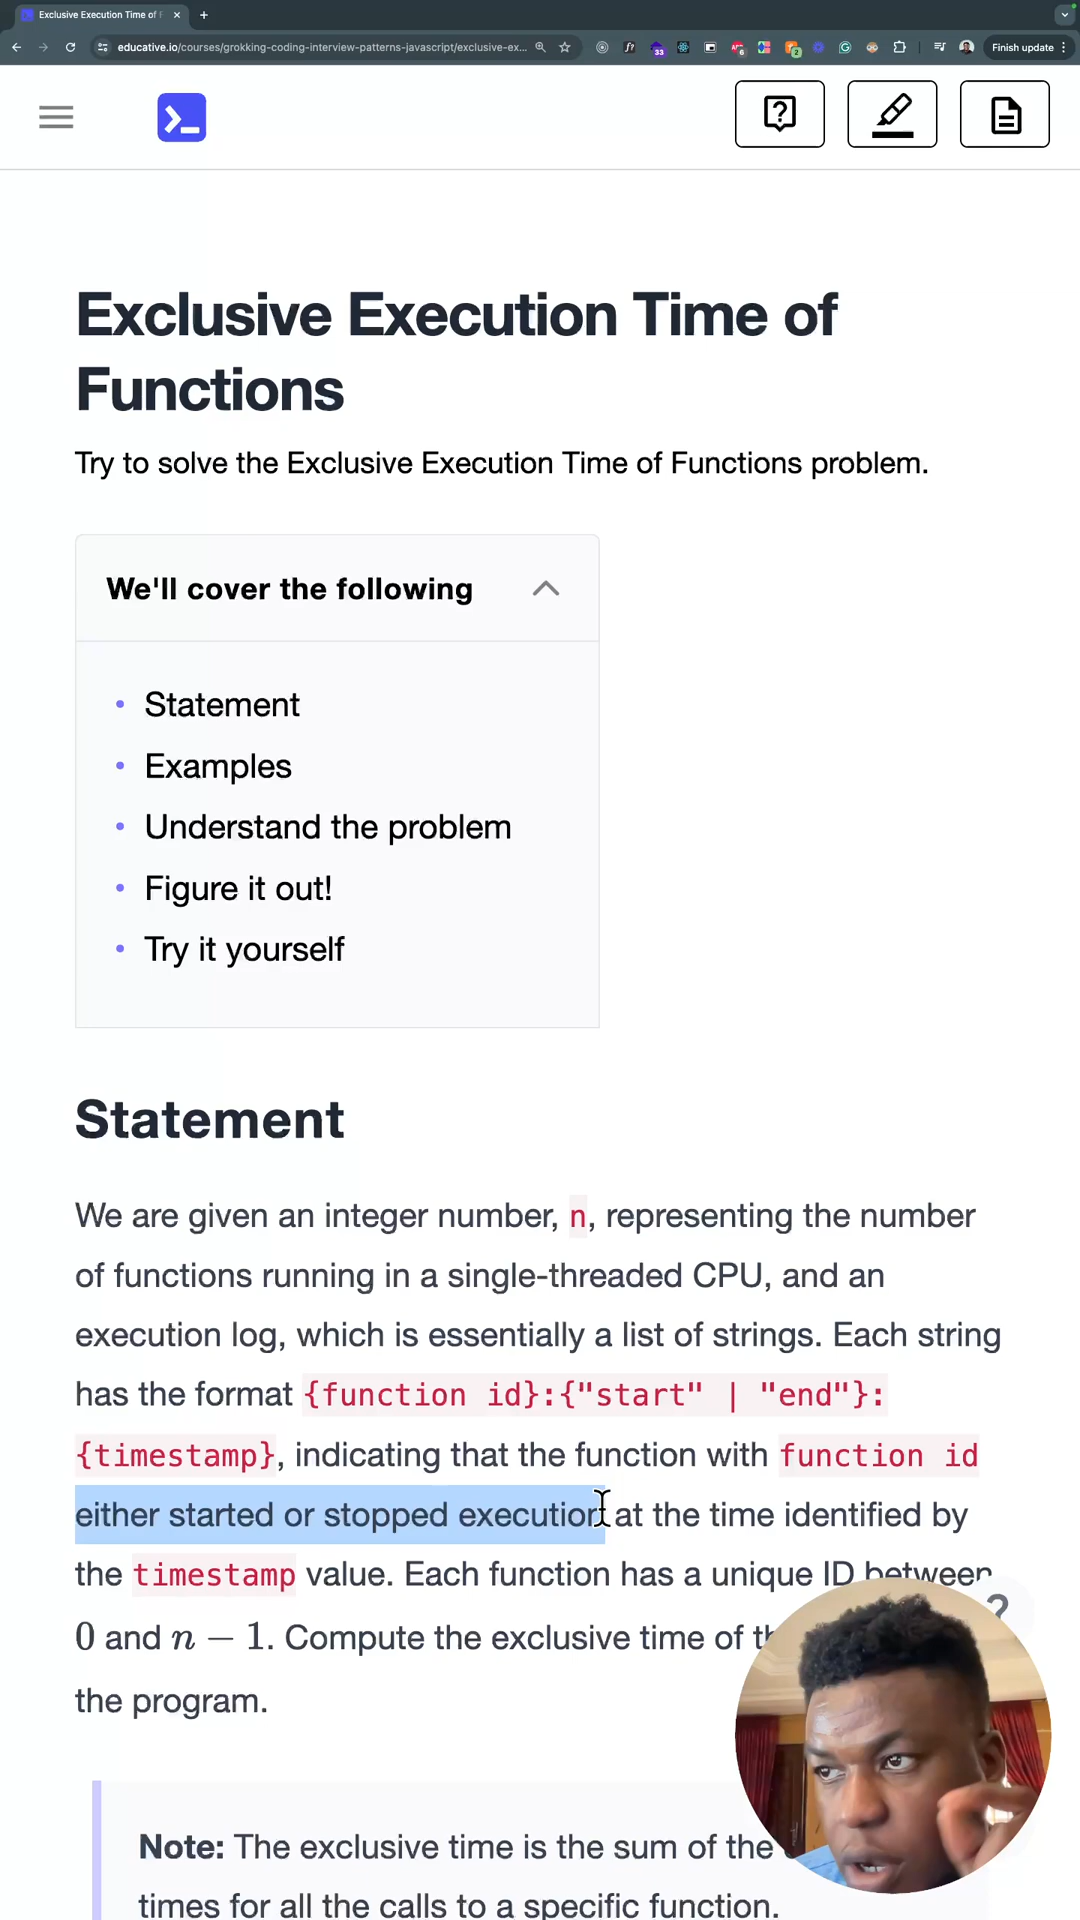 Exclusive Execution Time of F
educative.io/courses/grokking-coding-interview-patterns-javascript/exclusive-ex...
33
6
2
Finish update
Exclusive Execution Time of
Functions
Try to solve the Exclusive Execution Time of Functions problem.
We'll cover the following
Statement
Examples
Understand the problem
Figure it out!
Try it yourself
Statement
We are given an integer number, n, representing the number
of functions running in a single-threaded CPU, and an
execution log, which is essentially a list of strings. Each string
has the format {function id}:{"start" | "end"}:
{timestamp}, indicating that the function with function id
either started or stopped execution at the time identified by
the timestamp value. Each function has a unique ID between
0 and n − 1. Compute the exclusive time of
the program.
Note: The exclusive time is the sum of the
times for all the calls to a specific function.